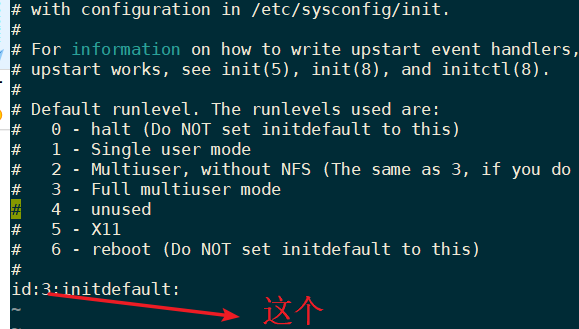 # with configuration in /etc/sysconfig/init.
#
# For information on how to write upstart event handlers,
# upstart works, see init(5), init(8), and initctl(8).
#
# Default runlevel. The runlevels used are:
#   0 - halt (Do NOT set initdefault to this)
#   1 - Single user mode
#   2 - Multiuser, without NFS (The same as 3, if you do
#   3 - Full multiuser mode
#   4 - unused
#   5 - X11
#   6 - reboot (Do NOT set initdefault to this)
#
id:3:initdefault:
~ 这个
~